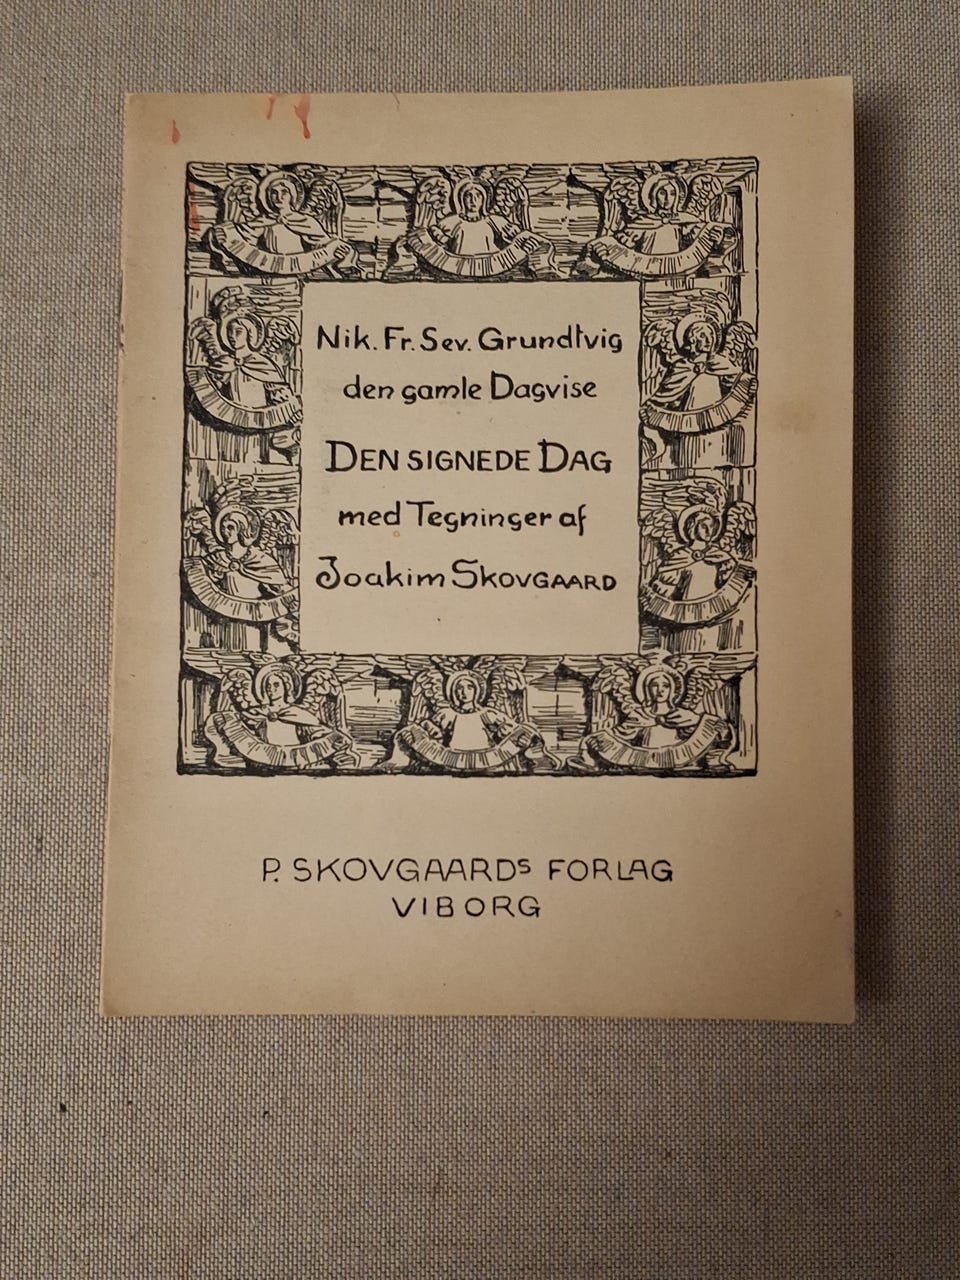 Nik. Fr. Sev. Grundtvig
den gamle Dagvise
DEN SIGNEDE DAG
med Tegninger af
Joakim SKOVGAARD
P. SKOVGAARDS FORLAG
VIBORG